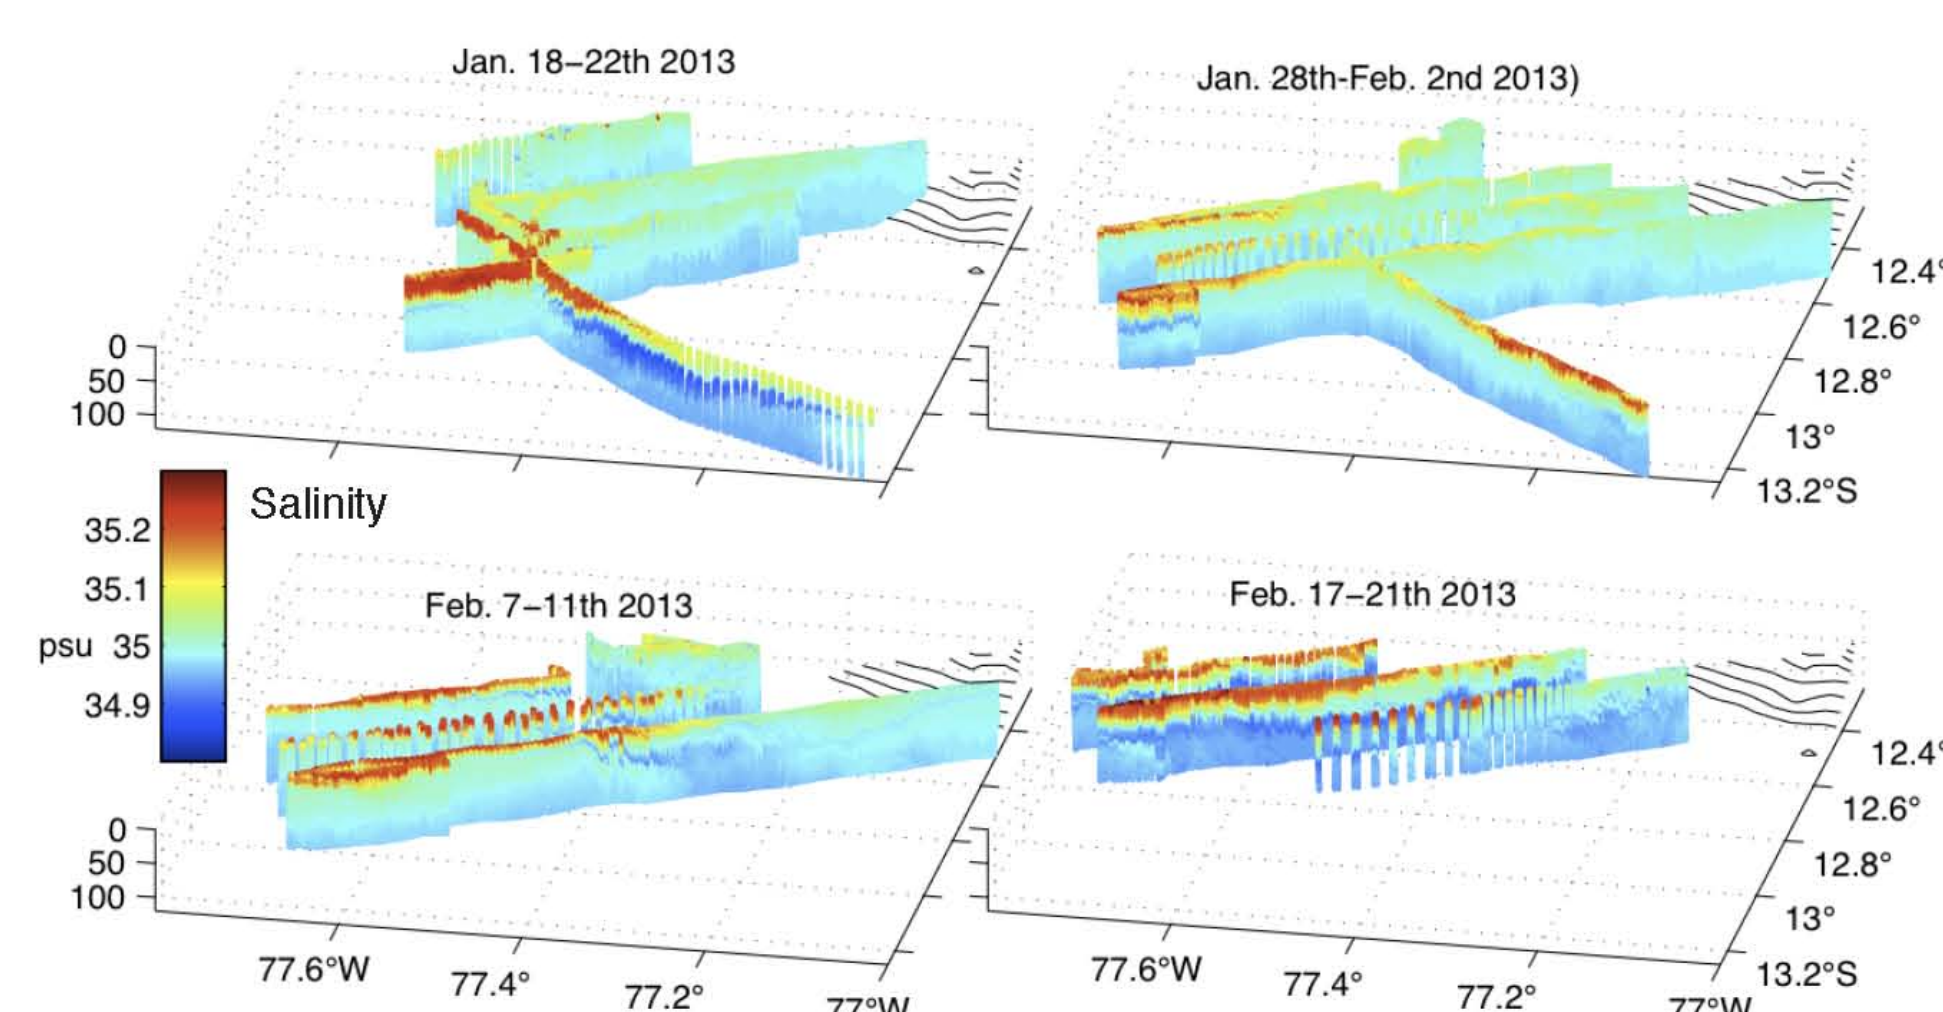 Jan. 18–22th 2013
Jan. 28th-Feb. 2nd 2013)
12.4°
12.6°
12.8°
13°
13.2°S
0
50
100
Salinity
35.2
35.1
psu 35
34.9
Feb. 7–11th 2013
Feb. 17–21th 2013
12.4°
12.6°
12.8°
13°
13.2°S
0
50
100
77.6°W
77.4°
77.2°
77°W
77.6°W
77.4°
77.2°
77°W